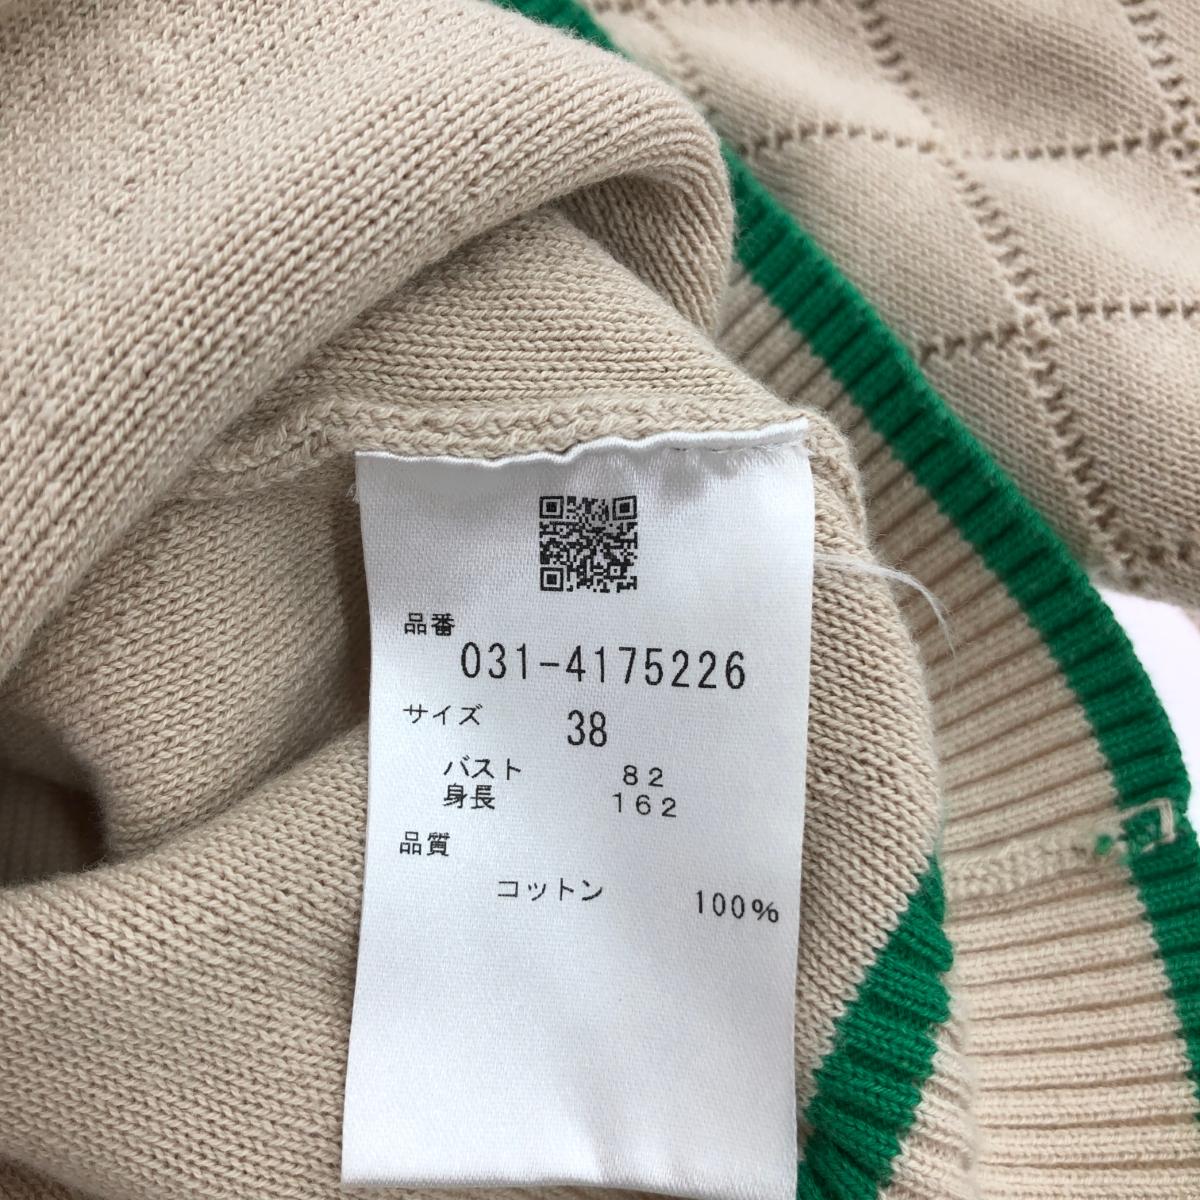 品番
031-4175226
サイズ 38
バスト 82
身長 162
品質
コットン 100%